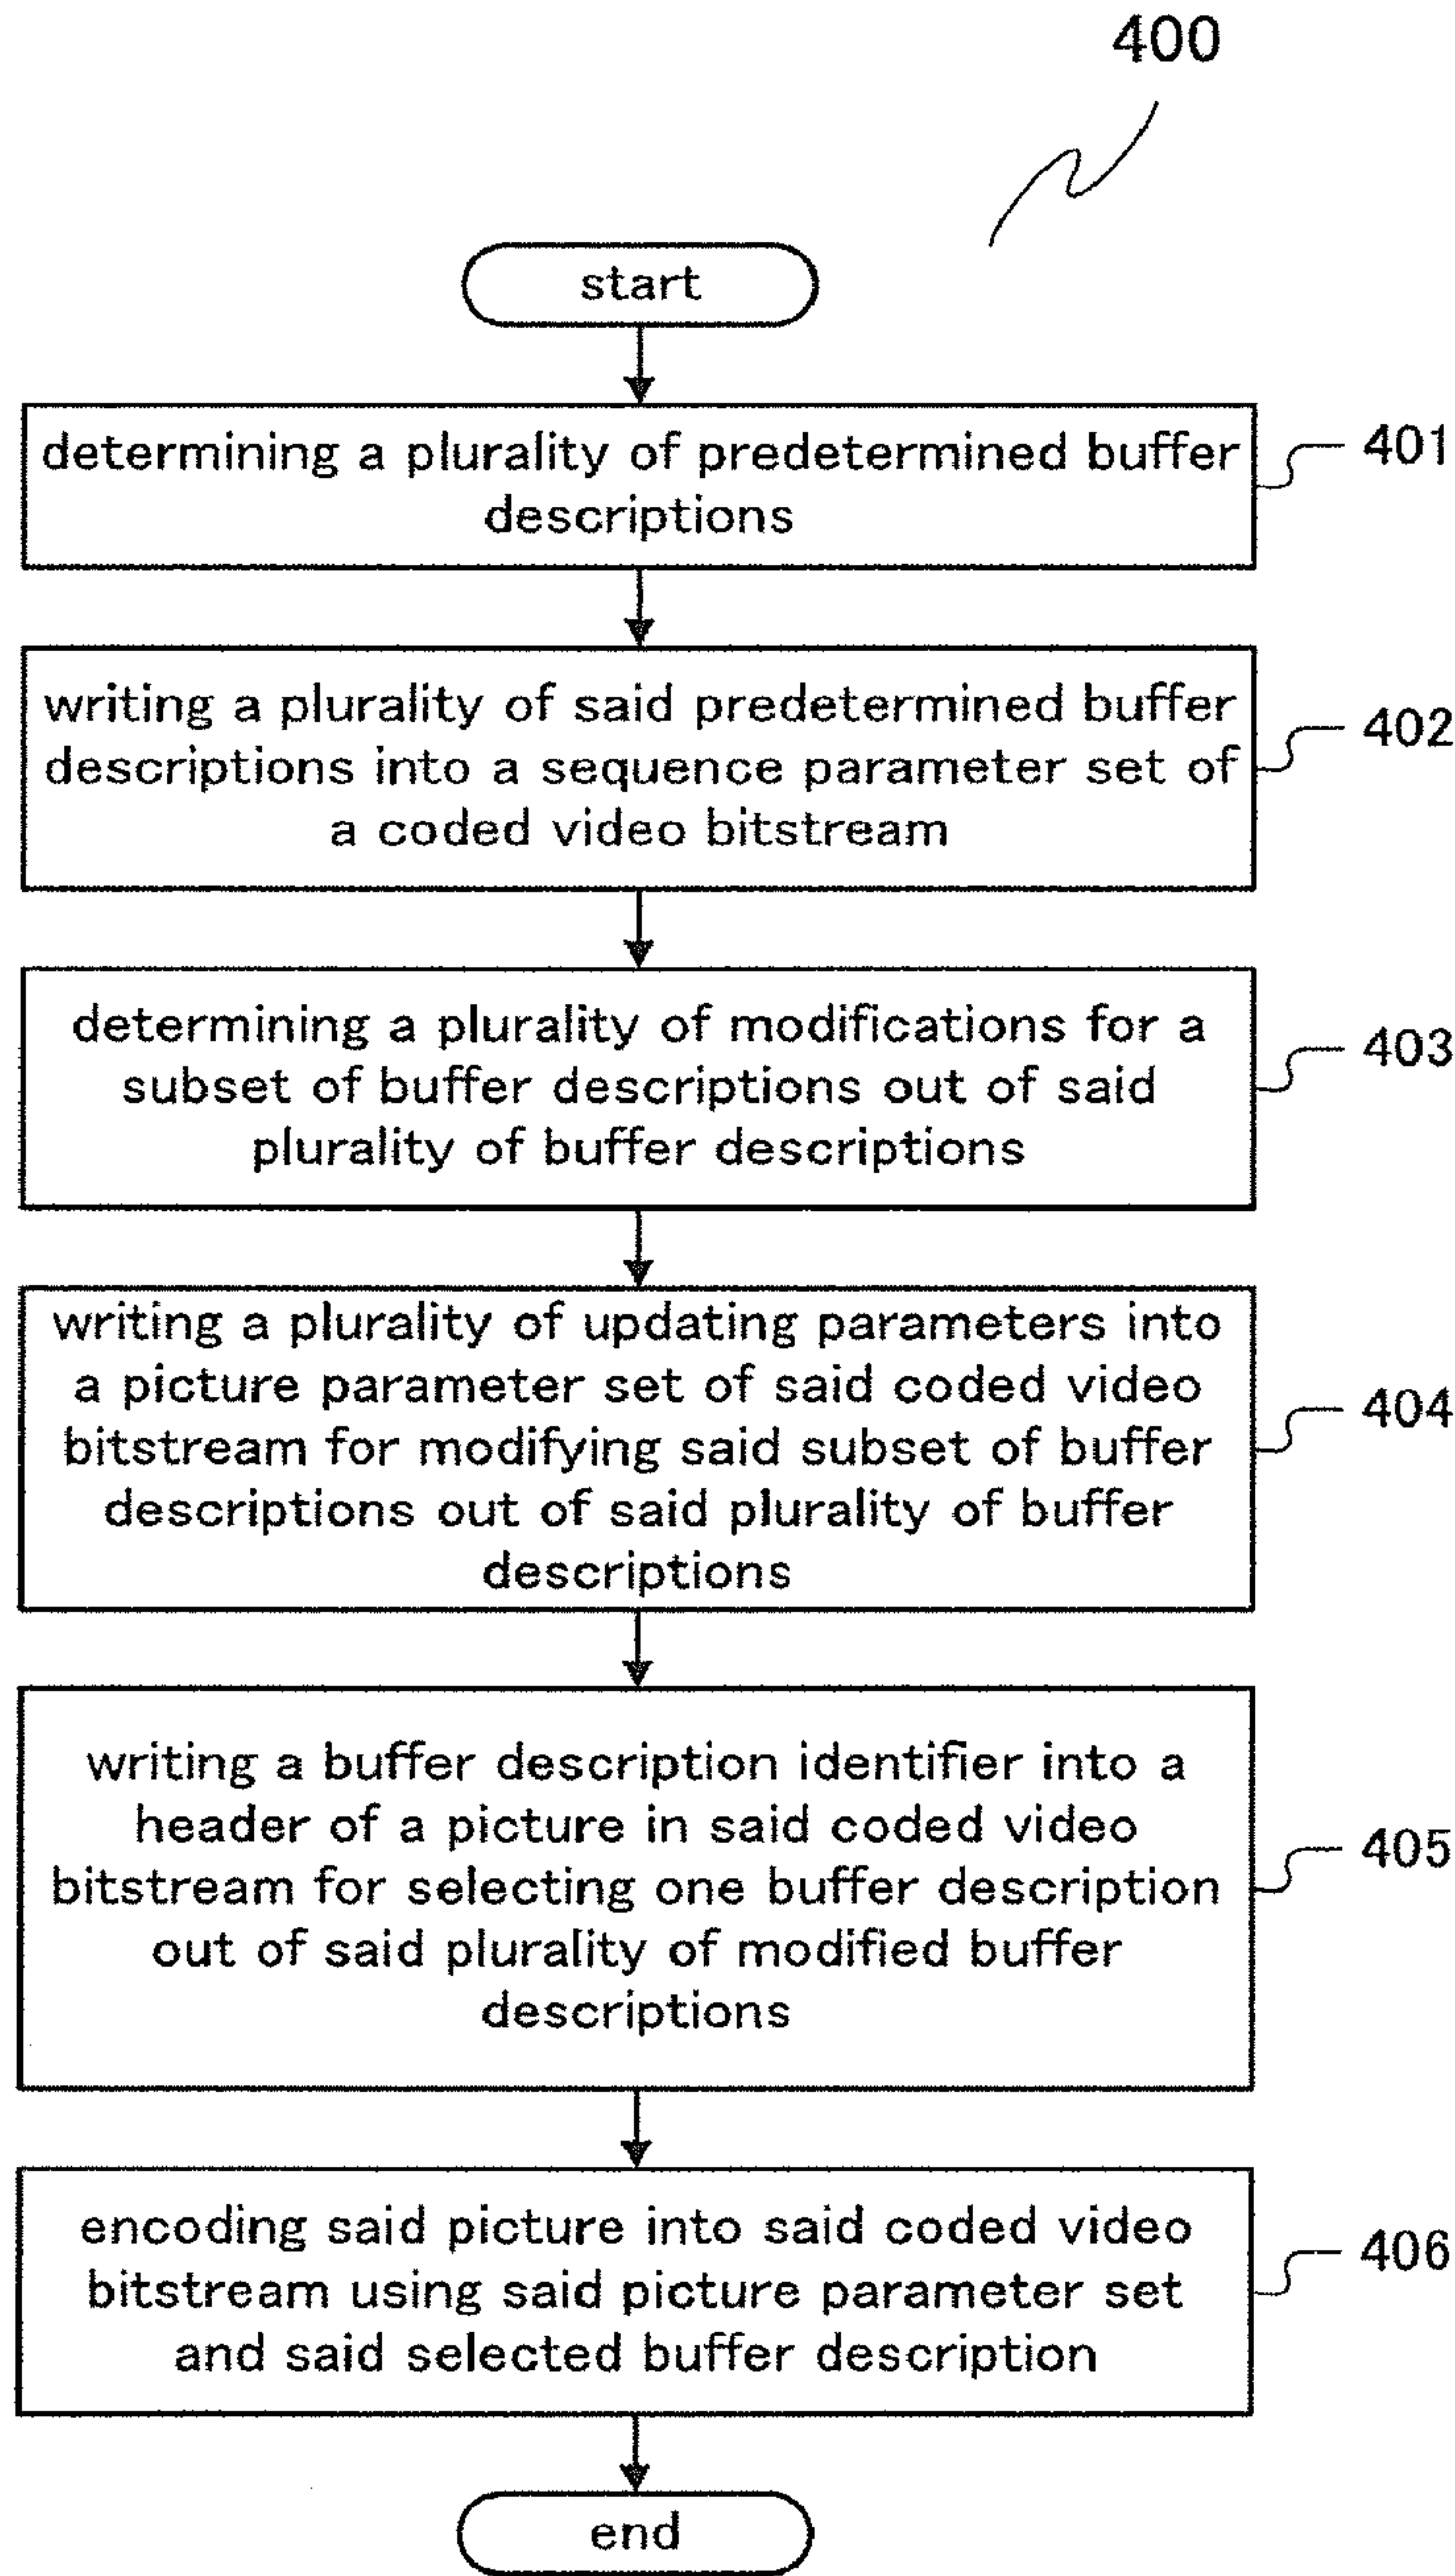 400
start
determining a plurality of predetermined buffer
descriptions
401
writing a plurality of said predetermined buffer
descriptions into a sequence parameter set of
a coded video bitstream
402
determining a plurality of modifications for a
subset of buffer descriptions out of said
plurality of buffer descriptions
403
writing a plurality of updating parameters into
a picture parameter set of said coded video
bitstream for modifying said subset of buffer
descriptions out of said plurality of buffer
descriptions
404
writing a buffer description identifier into a
header of a picture in said coded video
bitstream for selecting one buffer description
out of said plurality of modified buffer
descriptions
405
encoding said picture into said coded video
bitstream using said picture parameter set
and said selected buffer description
406
end